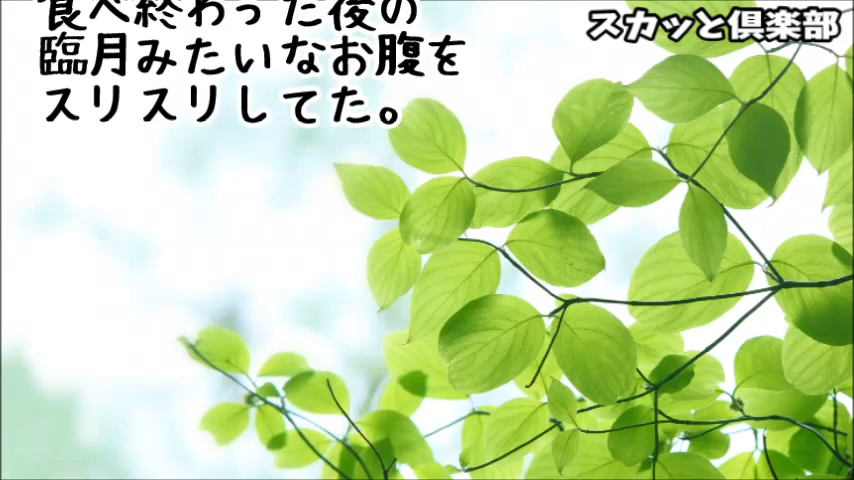 食べ終わった後の
臨月みたいなお腹を
スリスリしてた。
スカッと倶楽部